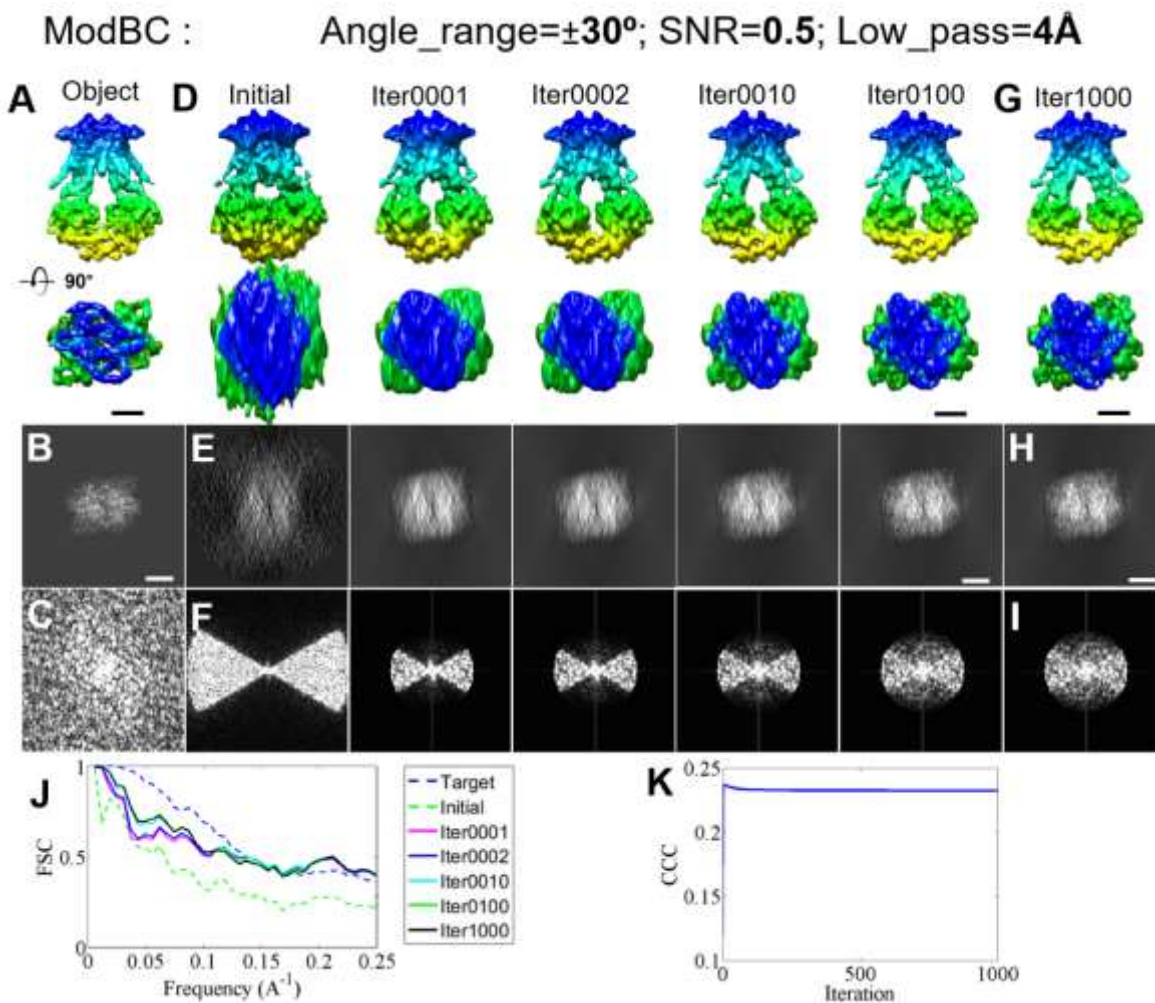 ModBC : Angle_range=±30º; SNR=0.5; Low_pass=4Å
A Object D Initial Iter0001 Iter0002 Iter0010 Iter0100 G Iter1000
90°
B E H
C F I
J
1
0.5
0
FSC
0 0.05 0.1 0.15 0.2 0.25
Frequency (A⁻¹)
Target
Initial
Iter0001
Iter0002
Iter0010
Iter0100
Iter1000
K
0.25
0.2
0.15
0.1
CCC
0 500 1000
Iteration